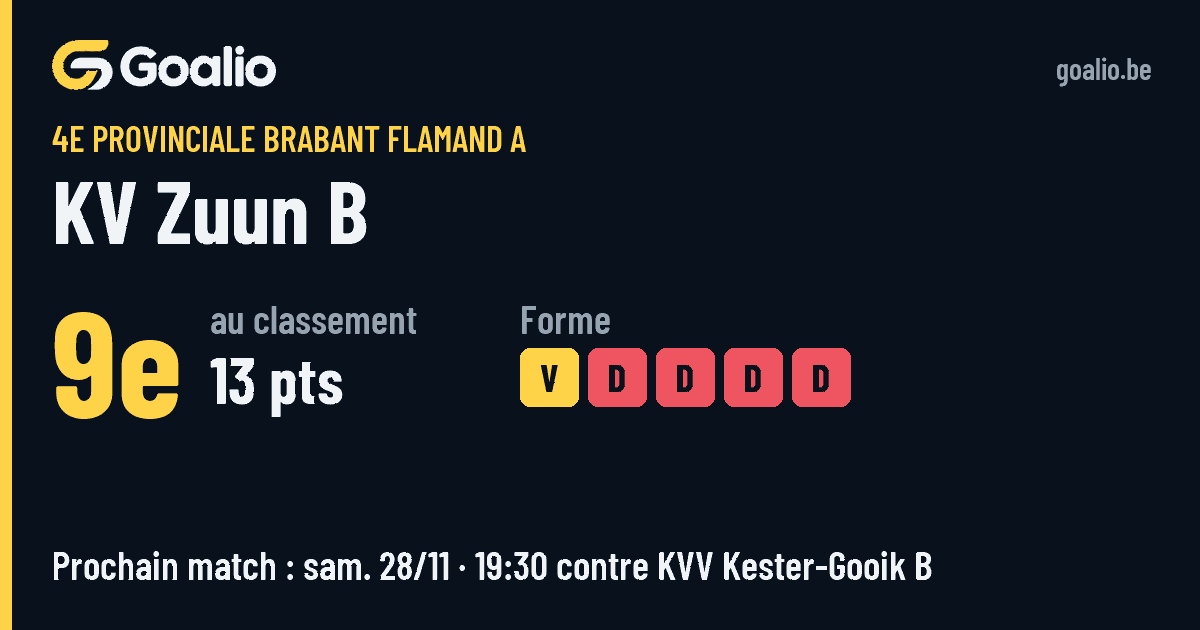 Goalio
goalio.be
4E PROVINCIALE BRABANT FLAMAND A
KV Zuun B
9e
au classement
13 pts
Forme
V D D D D
Prochain match : sam. 28/11 · 19:30 contre KVV Kester-Gooik B